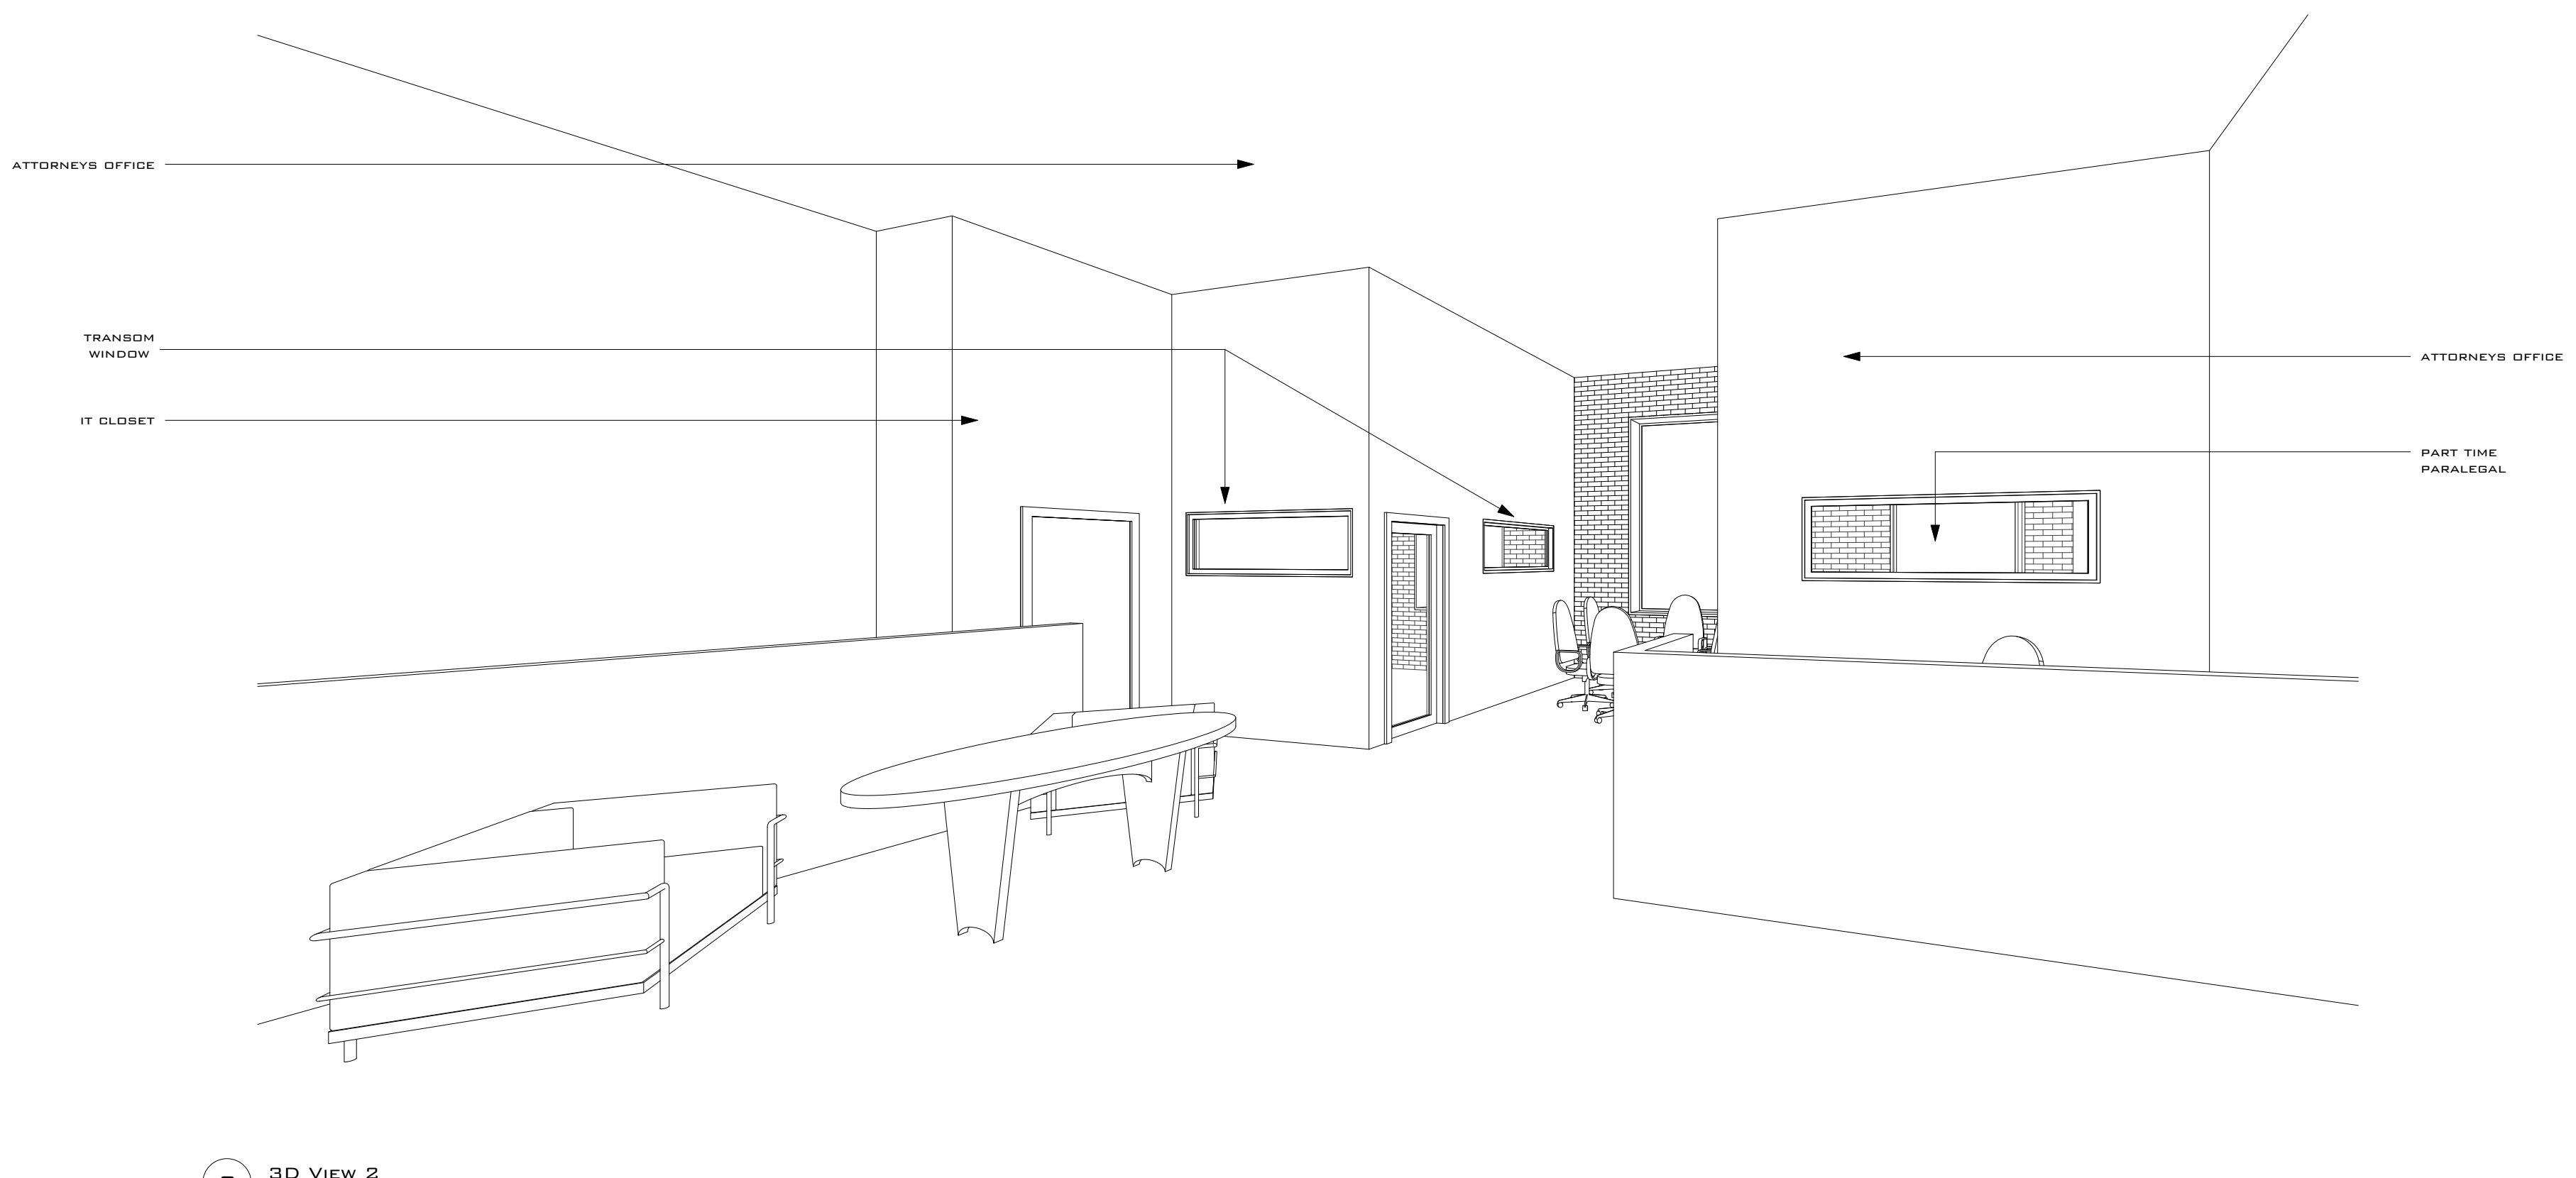 ATTORNEYS OFFICE
TRANSOM
WINDOW
IT CLOSET
ATTORNEYS OFFICE
PART TIME
PARALEGAL
3D VIEW 2